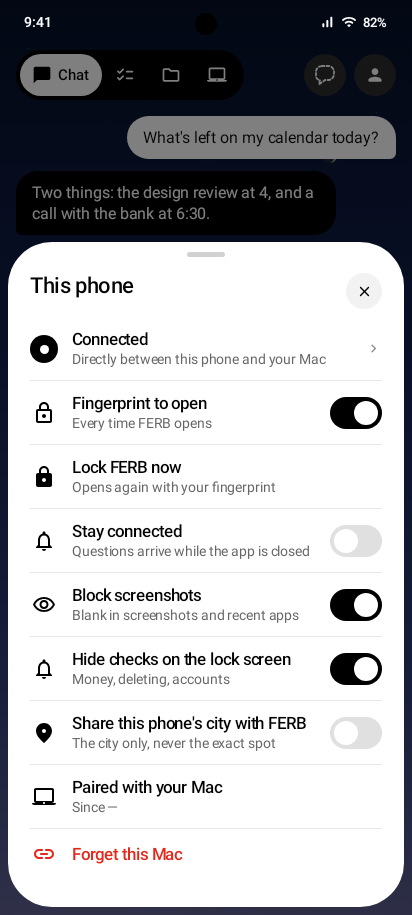 9:41
82%
Chat
What's left on my calendar today?
Two things: the design review at 4, and a
call with the bank at 6:30.
This phone
Connected
Directly between this phone and your Mac
Fingerprint to open
Every time FERB opens
Lock FERB now
Opens again with your fingerprint
Stay connected
Questions arrive while the app is closed
Block screenshots
Blank in screenshots and recent apps
Hide checks on the lock screen
Money, deleting, accounts
Share this phone's city with FERB
The city only, never the exact spot
Paired with your Mac
Since —
Forget this Mac